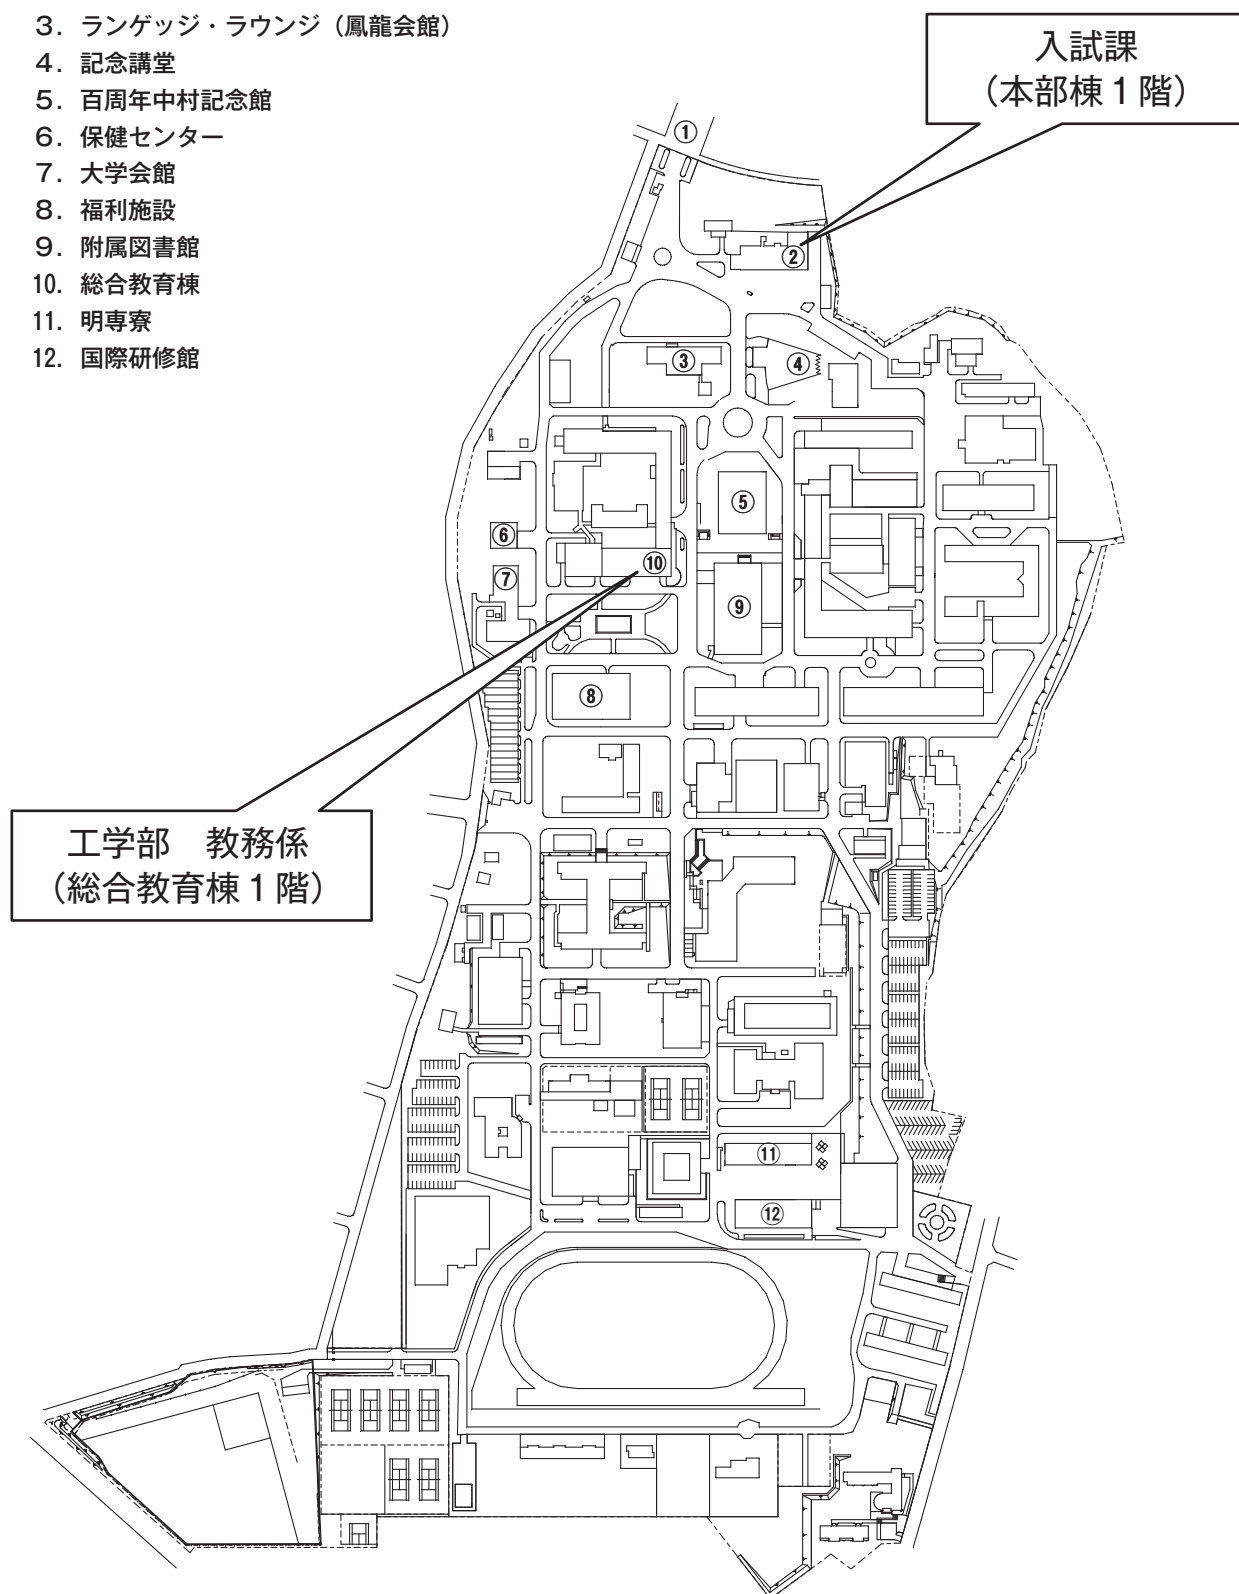 3．ランゲッジ・ラウンジ（鳳龍会館）
4．記念講堂
5．百周年中村記念館
6．保健センター
7．大学会館
8．福利施設
9．附属図書館
10．総合教育棟
11．明専寮
12．国際研修館
入試課
（本部棟１階）
①
②
③
④
⑤
⑥
⑩
⑦
⑨
⑧
工学部　教務係
（総合教育棟１階）
⑪
⑫